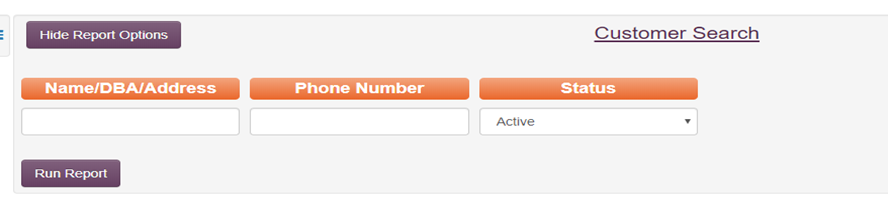 Hide Report Options
Customer Search
Name/DBA/Address
Phone Number
Status
Active
Run Report